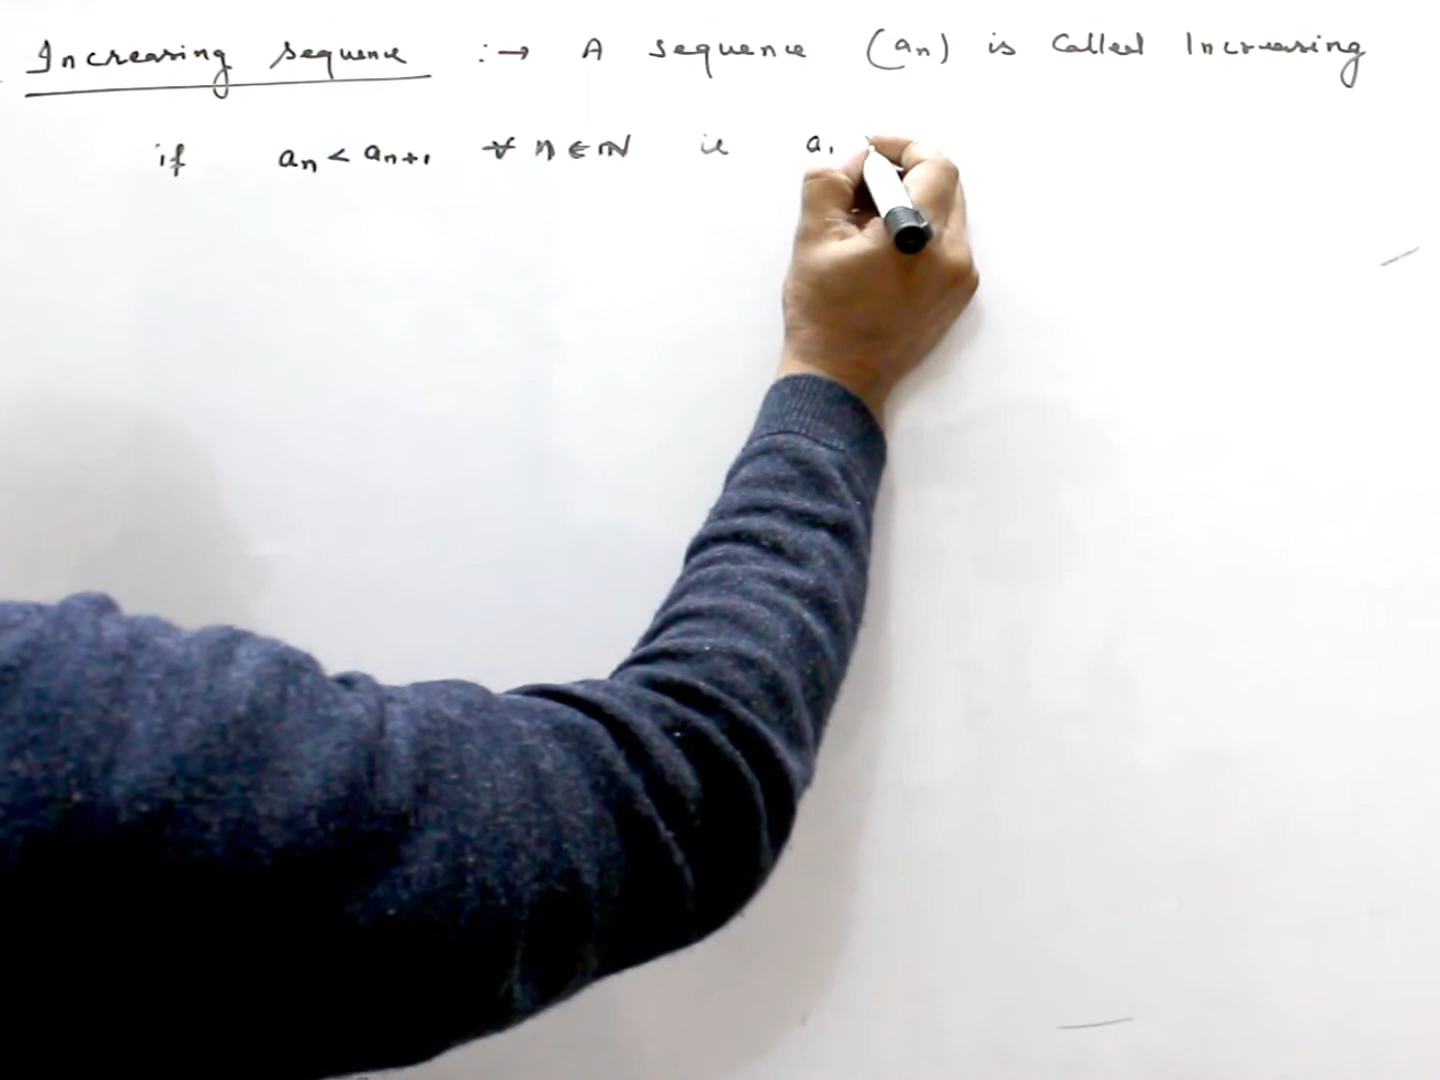 Increasing sequence :→ A sequence (aₙ) is called Increasing
if aₙ < aₙ₊₁ ∀ n ∈ ℕ ie a₁